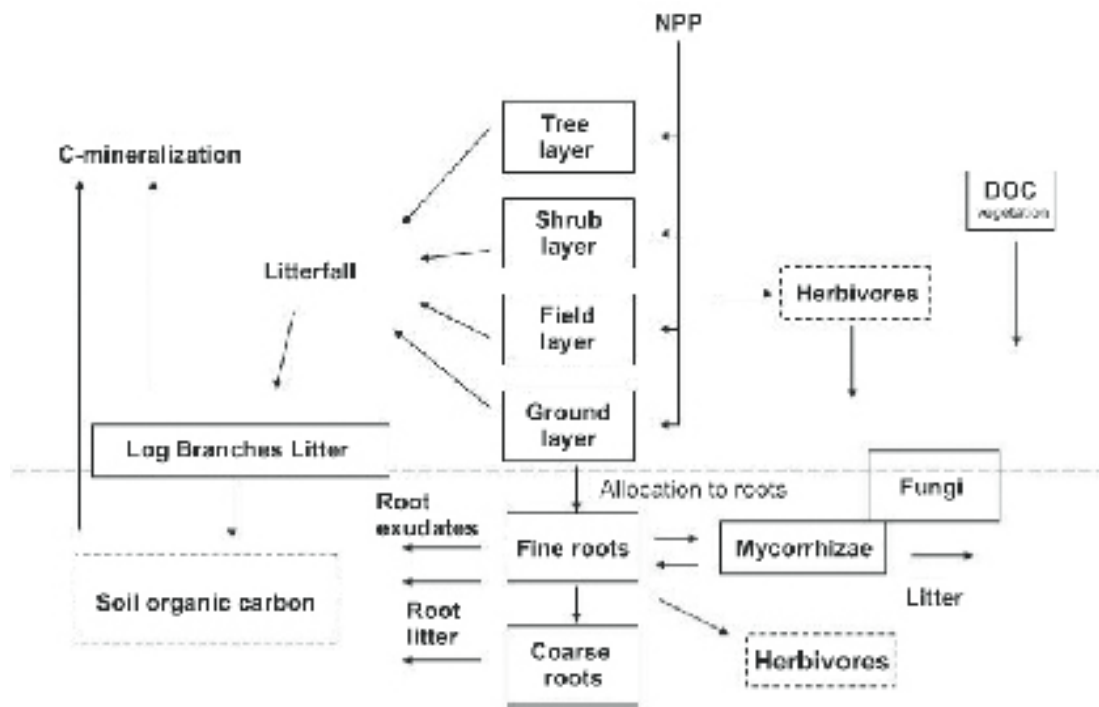 NPP
Tree
layer
C-mineralization
DOC
vegetation
Shrub
layer
Litterfall
Herbivores
Field
layer
Ground
layer
Log Branches Litter
Allocation to roots
Fungi
Root
exudates
Fine roots
Mycorrhizae
Soil organic carbon
Litter
Root
litter
Coarse
roots
Herbivores